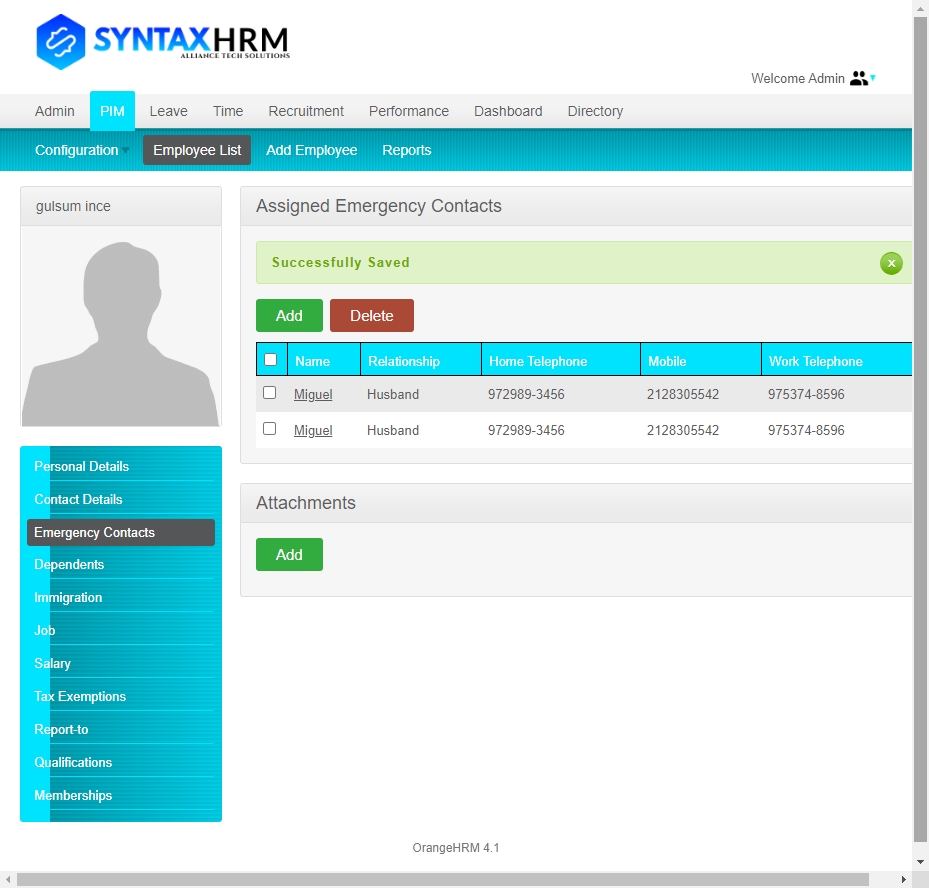 SYNTAXHRM
ALLIANCE TECH SOLUTIONS
Welcome Admin
Admin PIM Leave Time Recruitment Performance Dashboard Directory
Configuration Employee List Add Employee Reports
gulsum ince
Assigned Emergency Contacts
Successfully Saved
Add Delete
Name Relationship Home Telephone Mobile Work Telephone
Miguel Husband 972989-3456 2128305542 975374-8596
Miguel Husband 972989-3456 2128305542 975374-8596
Attachments
Add
Personal Details
Contact Details
Emergency Contacts
Dependents
Immigration
Job
Salary
Tax Exemptions
Report-to
Qualifications
Memberships
OrangeHRM 4.1